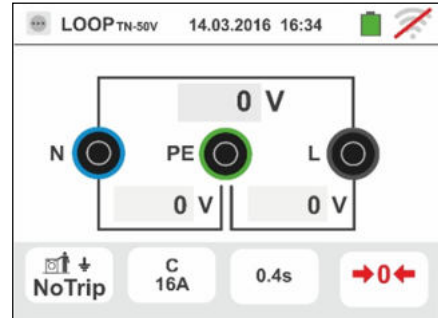 LOOP TN-50V 14.03.2016 16:34
0 V
N PE L
0 V 0 V
NoTrip
C
16A
0.4s
0